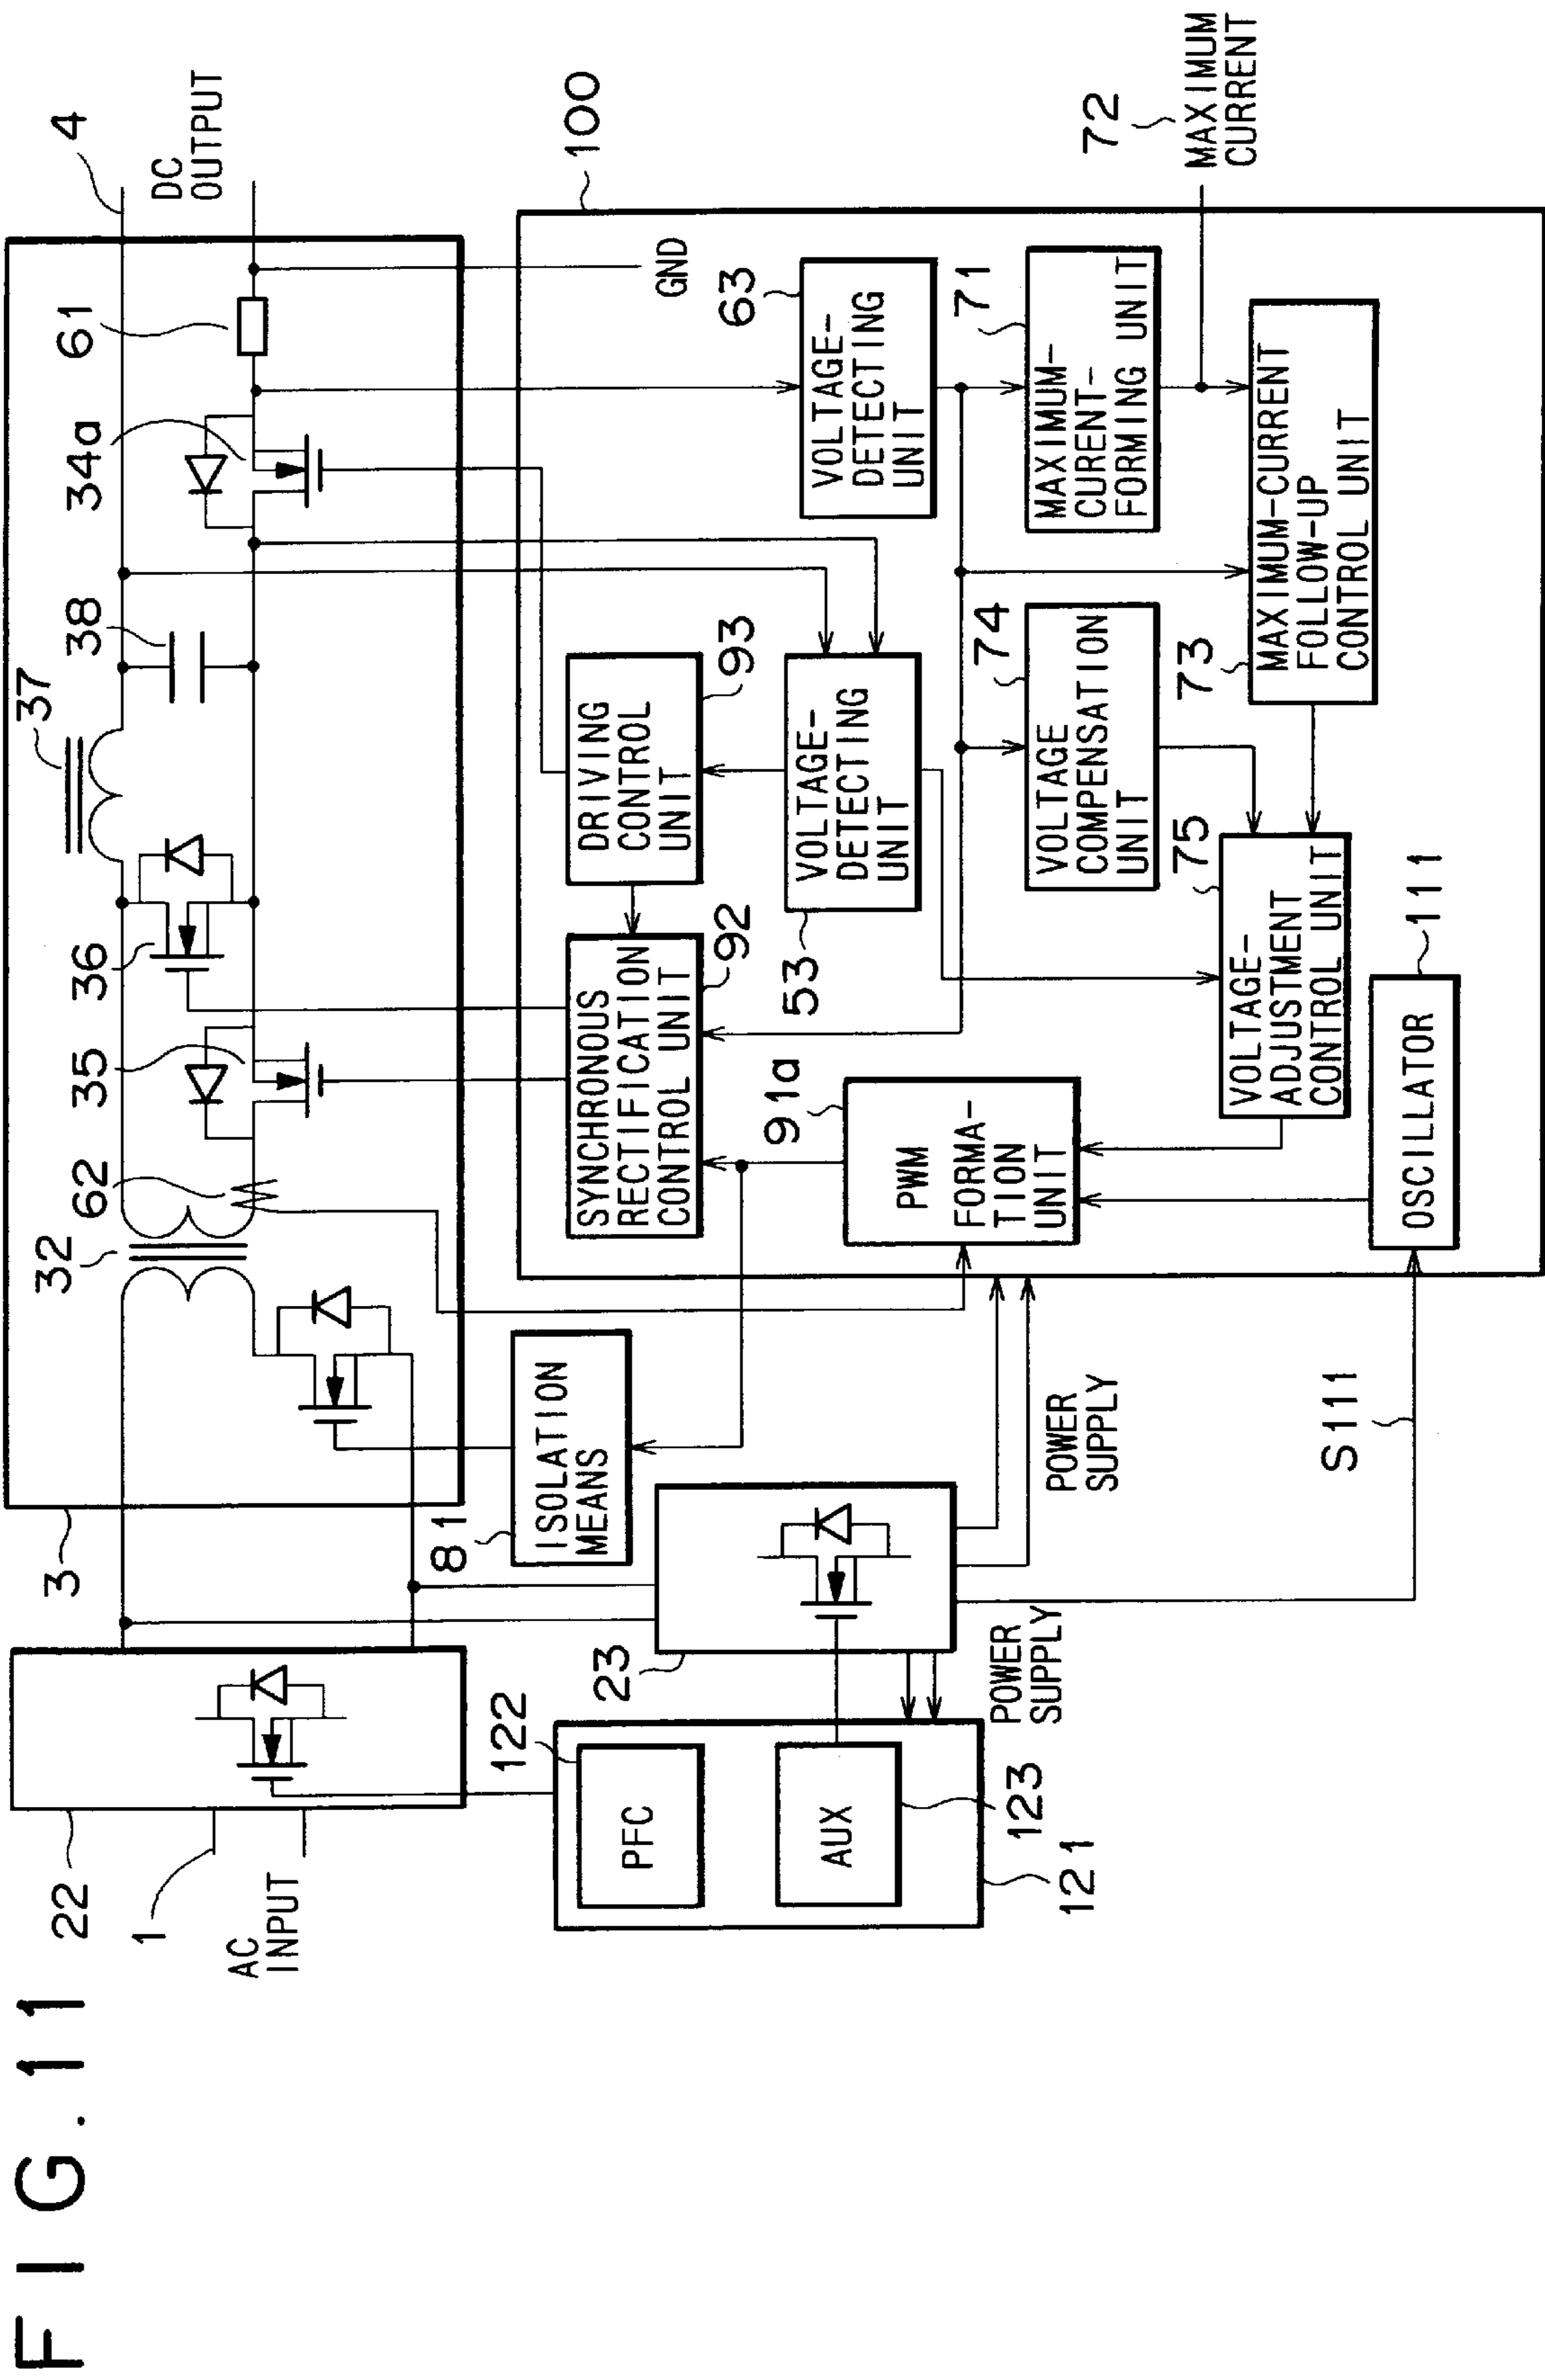 FIG.11
22
1
AC
INPUT
3
32
62
35
36
37
38
34a
61
4
DC
OUTPUT
GND
100
122
PFC
AUX
123
121
23
POWER
SUPPLY
81
ISOLATION
MEANS
POWER
SUPPLY
S111
SYNCHRONOUS
RECTIFICATION
CONTROL UNIT
92
DRIVING
CONTROL
UNIT
93
VOLTAGE-
DETECTING
UNIT
53
VOLTAGE-
DETECTING
UNIT
63
91a
PWM
FORMA-
TION
UNIT
74
VOLTAGE
COMPENSATION
UNIT
71
MAXIMUM-
CURENT-
FORMING UNIT
72
MAXIMUM
CURRENT
75
VOLTAGE-
ADJUSTMENT
CONTROL UNIT
73
MAXIMUM-CURRENT
FOLLOW-UP
CONTROL UNIT
OSCILLATOR
111